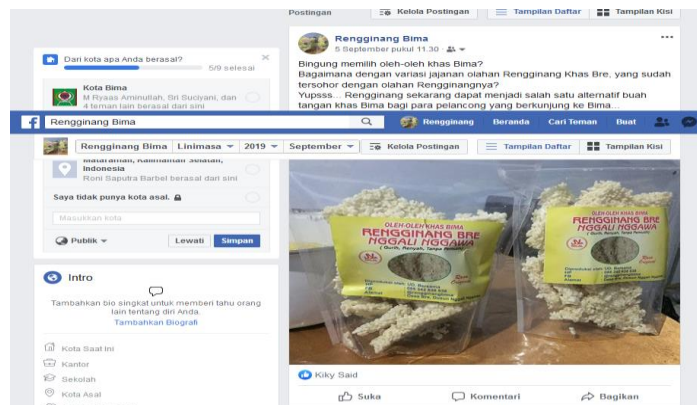 Postingan
Kelola Postingan
Tampilan Daftar
Tampilan Kisi
Dari kota apa Anda berasal?
5/9 selesai
Kota Bima
M Ryaas Aminullah, Sri Suciyani, dan
4 teman lain berasal dari sini
Rengginang Bima
5 September pukul 11.30
Bingung memilih oleh-oleh khas Bima?
Bagaimana dengan variasi jajanan olahan Rengginang Khas Bre, yang sudah
tersohor dengan olahan Rengginangnya?
Yupsss... Rengginang sekarang dapat menjadi salah satu alternatif buah
tangan khas Bima bagi para pelancong yang berkunjung ke Bima...
Rengginang Bima
Rengginang
Beranda
Cari Teman
Buat
Rengginang Bima
Linimasa
2019
September
Kelola Postingan
Tampilan Daftar
Tampilan Kisi
Mataraman, Kalimantan Selatan,
Indonesia
Roni Saputra Barbel berasal dari sini
Saya tidak punya kota asal.
Masukkan kota
Publik
Lewati
Simpan
Intro
Tambahkan bio singkat untuk memberi tahu orang
lain tentang diri Anda.
Tambahkan Biografi
Kota Saat Ini
Kantor
Sekolah
Kota Asal
OLEH-OLEH KHAS BIMA
RENGGINANG BRE
NGGALI NGGAWA
( Gurih, Renyah, Tanpa Pemanis)
Rasa
Original
OLEH-OLEH KHAS BIMA
RENGGINANG BRE
NGGALI NGGAWA
Kiky Said
Suka
Komentari
Bagikan